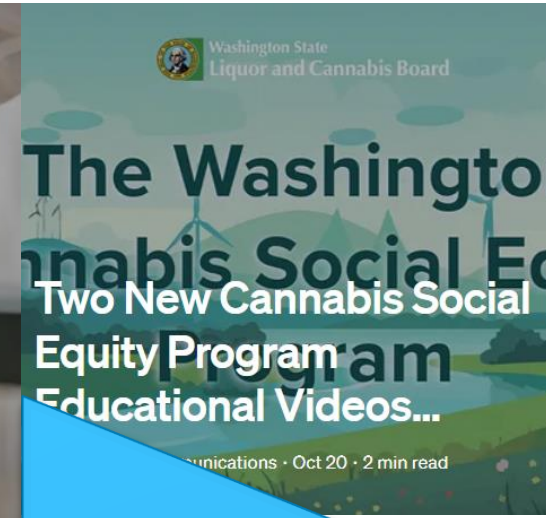 Washington State
Liquor and Cannabis Board
The Washingto
nnabis Social Eq
Program
Two New Cannabis Social
Equity Program
Educational Videos...
unications · Oct 20 · 2 min read